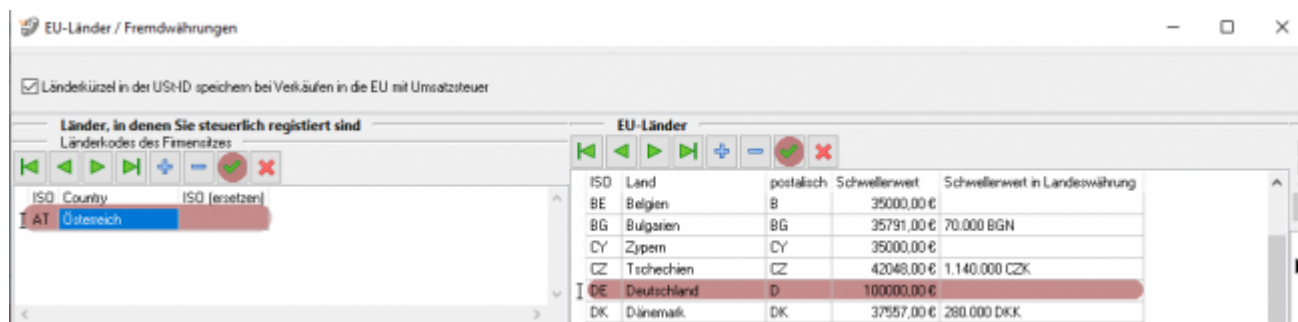 EU-Länder / Fremdwährungen
Länderkürzel in der USt-ID speichern bei Verkäufen in die EU mit Umsatzsteuer
Länder, in denen Sie steuerlich registiert sind
Länderkodes des Firmensitzes
ISO Country ISO (ersetzen)
AT Österreich
EU-Länder
ISO Land postalisch Schwellenwert Schwellenwert in Landeswährung
BE Belgien B 35000,00 €
BG Bulgarien BG 35791,00 € 70.000 BGN
CY Zypern CY 35000,00 €
CZ Tschechien CZ 42048,00 € 1.140.000 CZK
DE Deutschland D 100000,00 €
DK Dänemark DK 37557,00 € 280.000 DKK